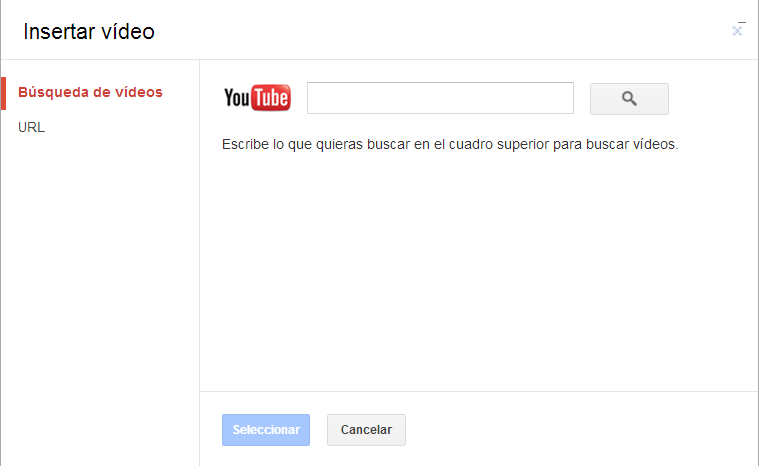 Insertar vídeo
Búsqueda de vídeos
URL
YouTube
Escribe lo que quieras buscar en el cuadro superior para buscar vídeos.
Seleccionar
Cancelar